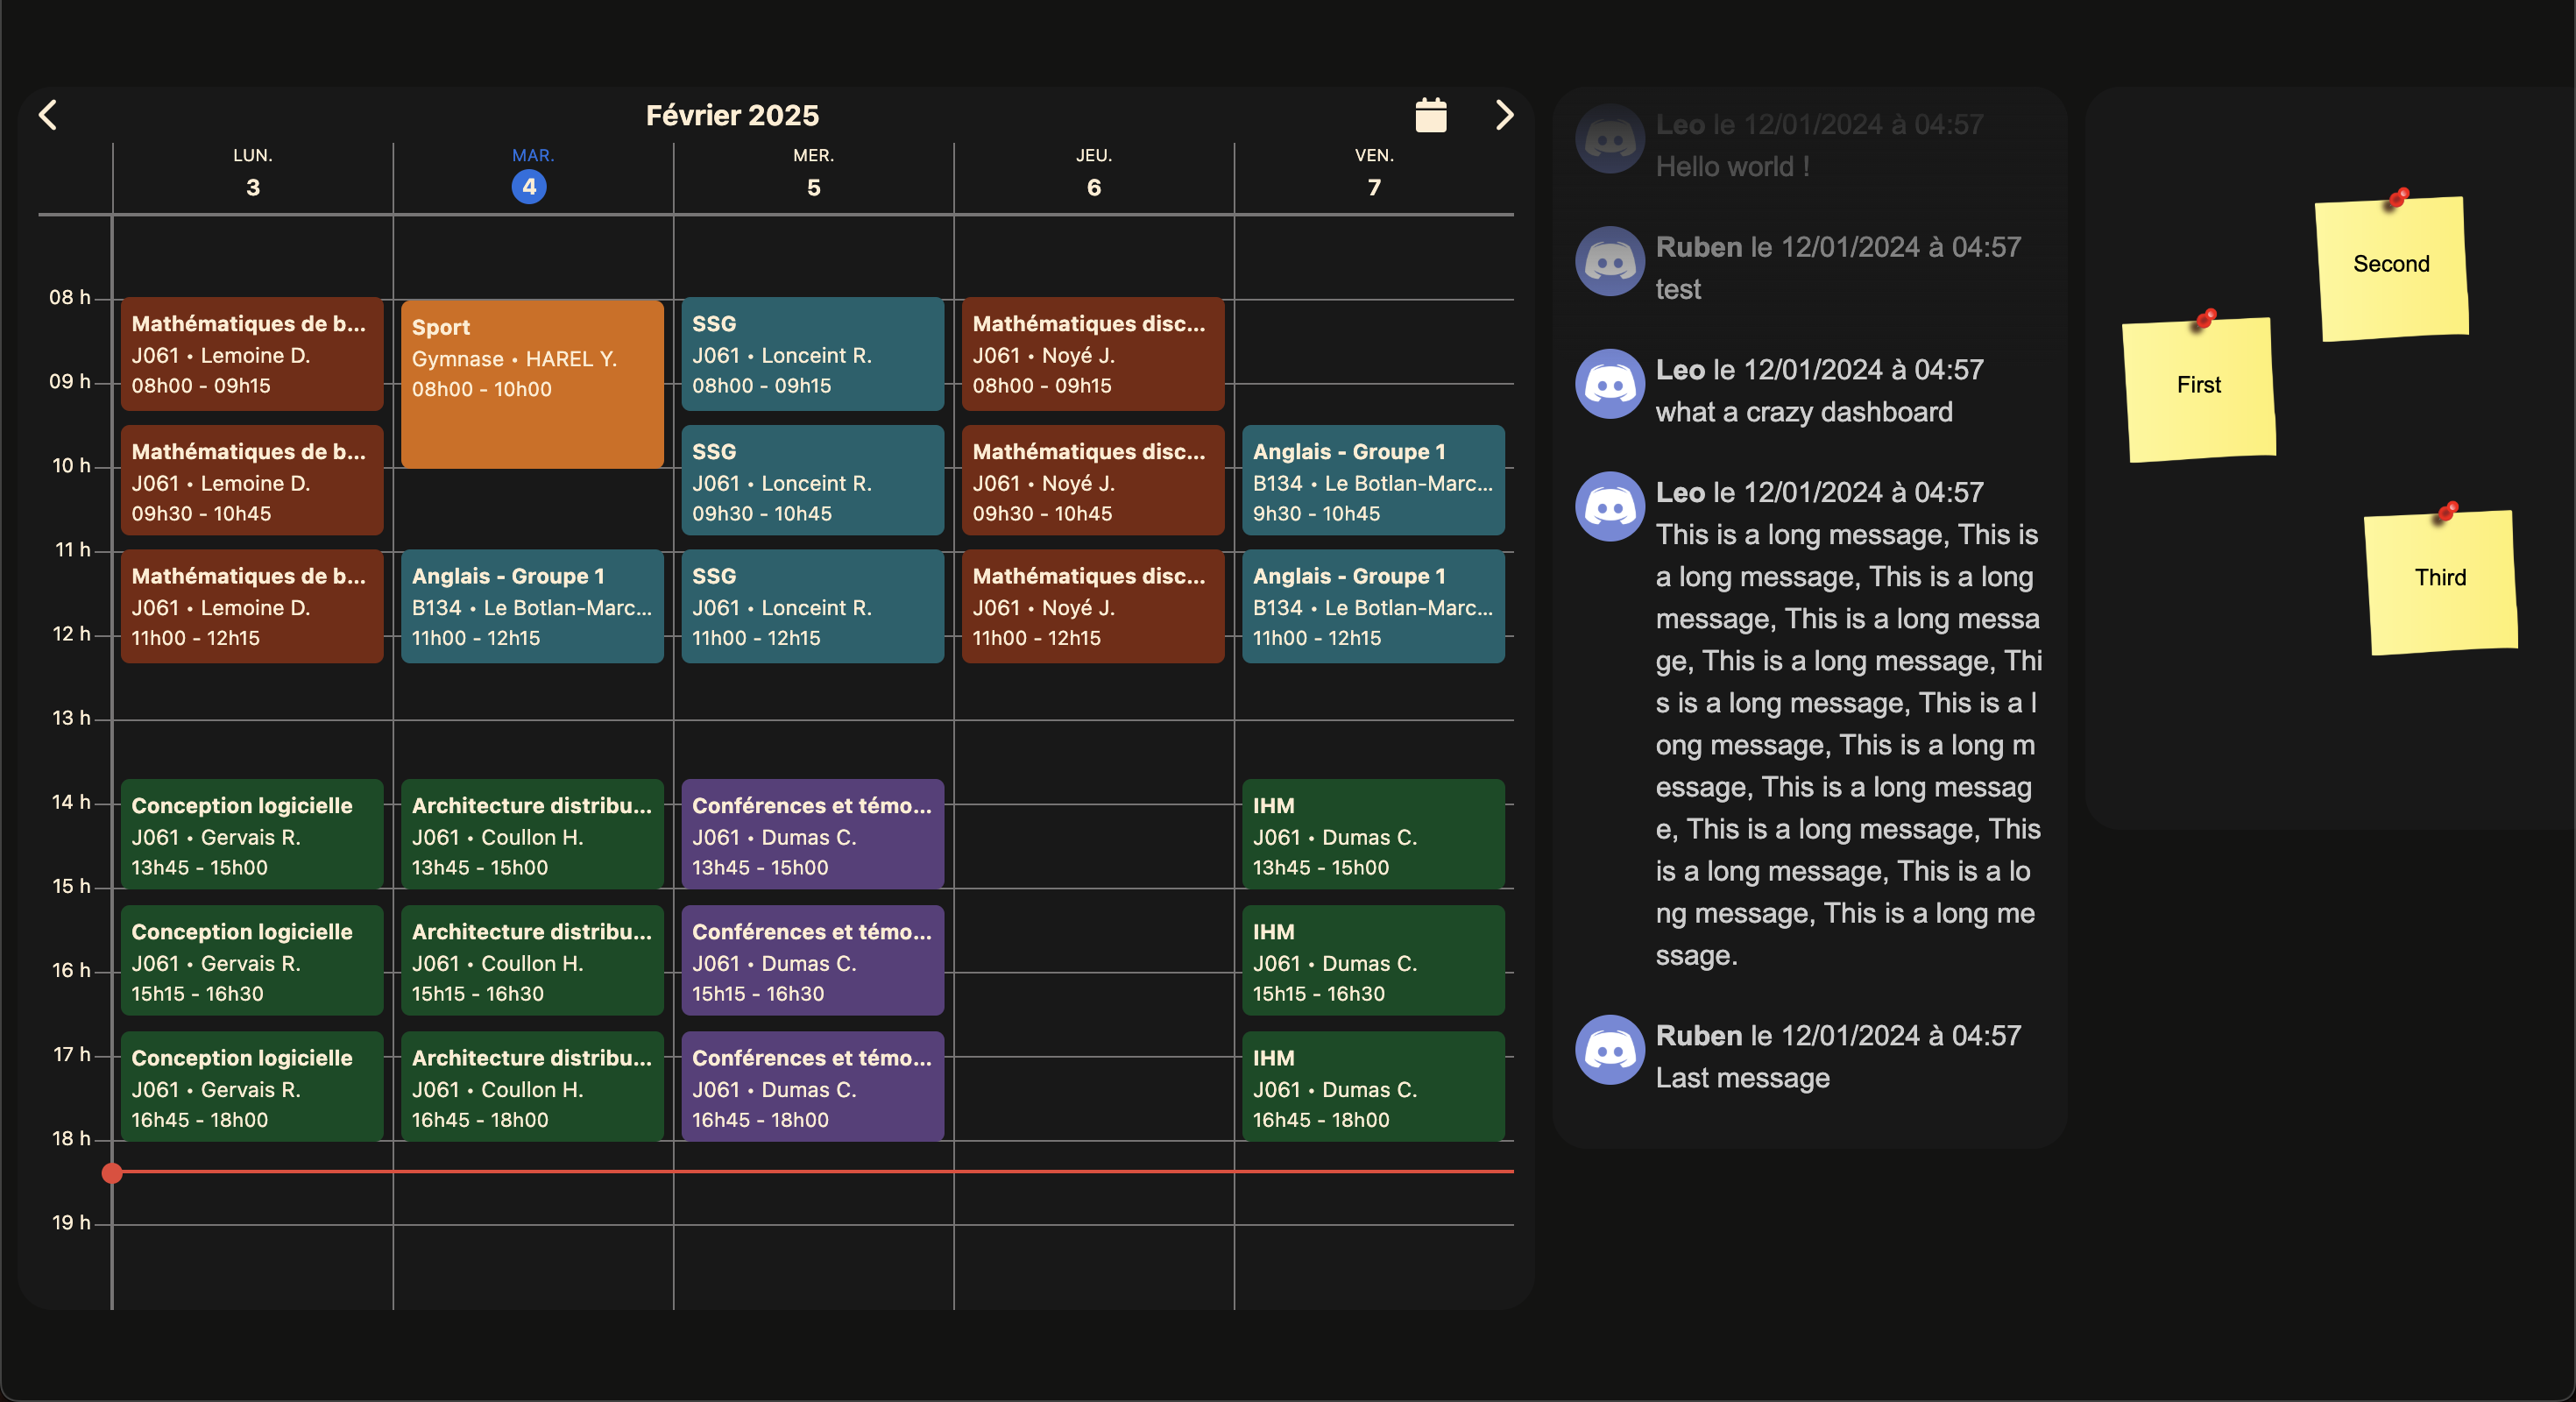 Février 2025
LUN.
3
MAR.
4
MER.
5
JEU.
6
VEN.
7
08 h
09 h
10 h
11 h
12 h
13 h
14 h
15 h
16 h
17 h
18 h
19 h
Mathématiques de b...
J061 • Lemoine D.
08h00 - 09h15
Mathématiques de b...
J061 • Lemoine D.
09h30 - 10h45
Mathématiques de b...
J061 • Lemoine D.
11h00 - 12h15
Conception logicielle
J061 • Gervais R.
13h45 - 15h00
Conception logicielle
J061 • Gervais R.
15h15 - 16h30
Conception logicielle
J061 • Gervais R.
16h45 - 18h00
Sport
Gymnase • HAREL Y.
08h00 - 10h00
Anglais - Groupe 1
B134 • Le Botlan-Marc...
11h00 - 12h15
Architecture distribu...
J061 • Coullon H.
13h45 - 15h00
Architecture distribu...
J061 • Coullon H.
15h15 - 16h30
Architecture distribu...
J061 • Coullon H.
16h45 - 18h00
SSG
J061 • Lonceint R.
08h00 - 09h15
SSG
J061 • Lonceint R.
09h30 - 10h45
SSG
J061 • Lonceint R.
11h00 - 12h15
Conférences et témo...
J061 • Dumas C.
13h45 - 15h00
Conférences et témo...
J061 • Dumas C.
15h15 - 16h30
Conférences et témo...
J061 • Dumas C.
16h45 - 18h00
Mathématiques disc...
J061 • Noyé J.
08h00 - 09h15
Mathématiques disc...
J061 • Noyé J.
09h30 - 10h45
Mathématiques disc...
J061 • Noyé J.
11h00 - 12h15
Anglais - Groupe 1
B134 • Le Botlan-Marc...
9h30 - 10h45
Anglais - Groupe 1
B134 • Le Botlan-Marc...
11h00 - 12h15
IHM
J061 • Dumas C.
13h45 - 15h00
IHM
J061 • Dumas C.
15h15 - 16h30
IHM
J061 • Dumas C.
16h45 - 18h00
Leo le 12/01/2024 à 04:57
Hello world !
Ruben le 12/01/2024 à 04:57
test
Leo le 12/01/2024 à 04:57
what a crazy dashboard
Leo le 12/01/2024 à 04:57
This is a long message, This is
a long message, This is a long
message, This is a long messa
ge, This is a long message, Thi
s is a long message, This is a l
ong message, This is a long m
essage, This is a long messag
e, This is a long message, This
is a long message, This is a lo
ng message, This is a long me
ssage.
Ruben le 12/01/2024 à 04:57
Last message
Second
First
Third